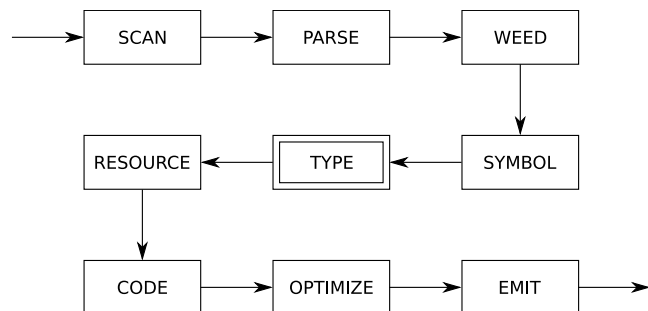 SCAN
PARSE
WEED
RESOURCE
TYPE
SYMBOL
CODE
OPTIMIZE
EMIT